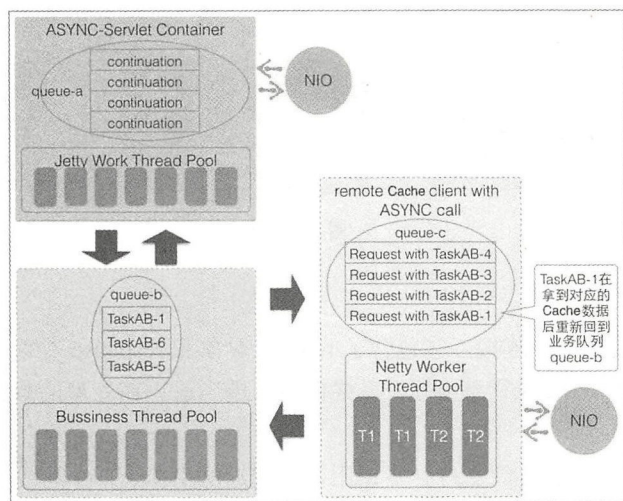 ASYNC-Servlet Container
queue-a
continuation
continuation
continuation
continuation
NIO
Jetty Work Thread Pool
queue-b
TaskAB-1
TaskAB-6
TaskAB-5
Bussiness Thread Pool
remote Cache client with
ASYNC call
queue-c
Request with TaskAB-4
Request with TaskAB-3
Request with TaskAB-2
Request with TaskAB-1
TaskAB-1在
拿到对应的
Cache数据
后重新回到
业务队列
queue-b
Netty Worker
Thread Pool
T1
T1
T2
T2
NIO